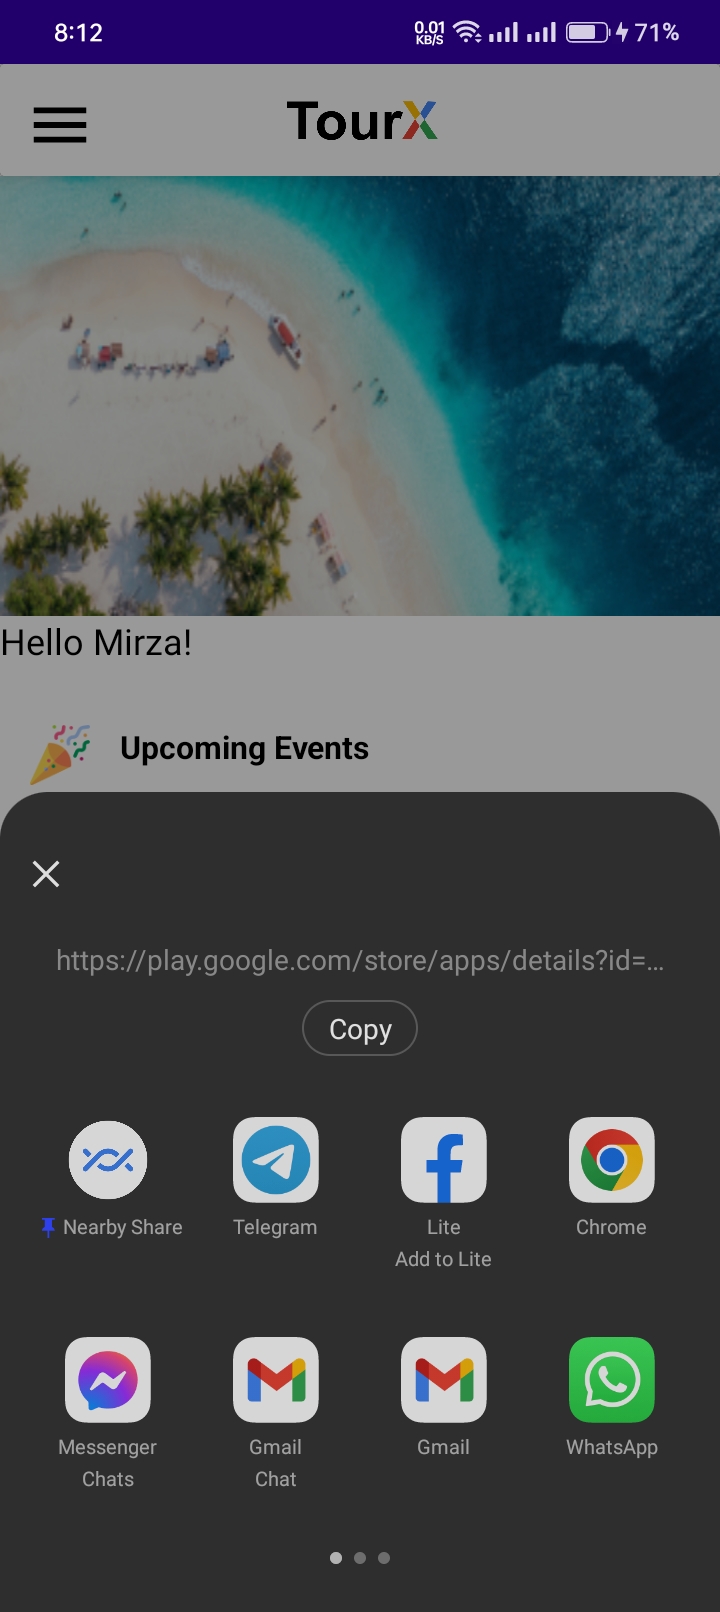 8:12
0.01
KB/S
71%
TourX
Hello Mirza!
Upcoming Events
https://play.google.com/store/apps/details?id=…
Copy
Nearby Share
Telegram
Lite
Add to Lite
Chrome
Messenger
Chats
Gmail
Chat
Gmail
WhatsApp